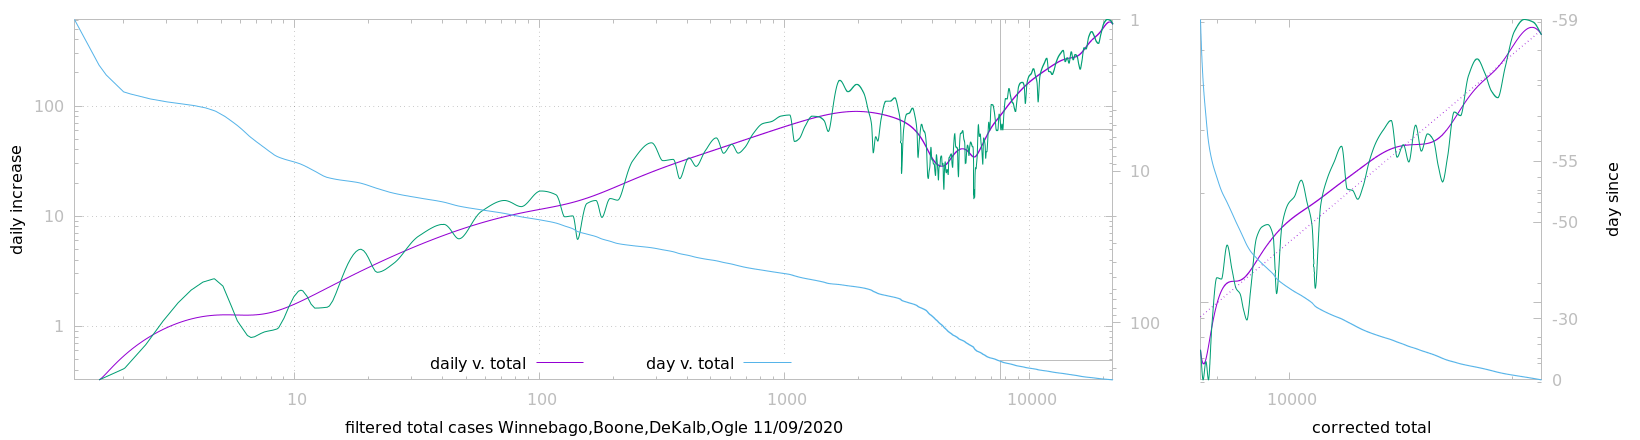 daily increase
100
10
1
10
100
1000
10000
1
10
100
daily v. total
day v. total
filtered total cases Winnebago,Boone,DeKalb,Ogle 11/09/2020
-59
-55
-50
-30
0
day since
10000
corrected total